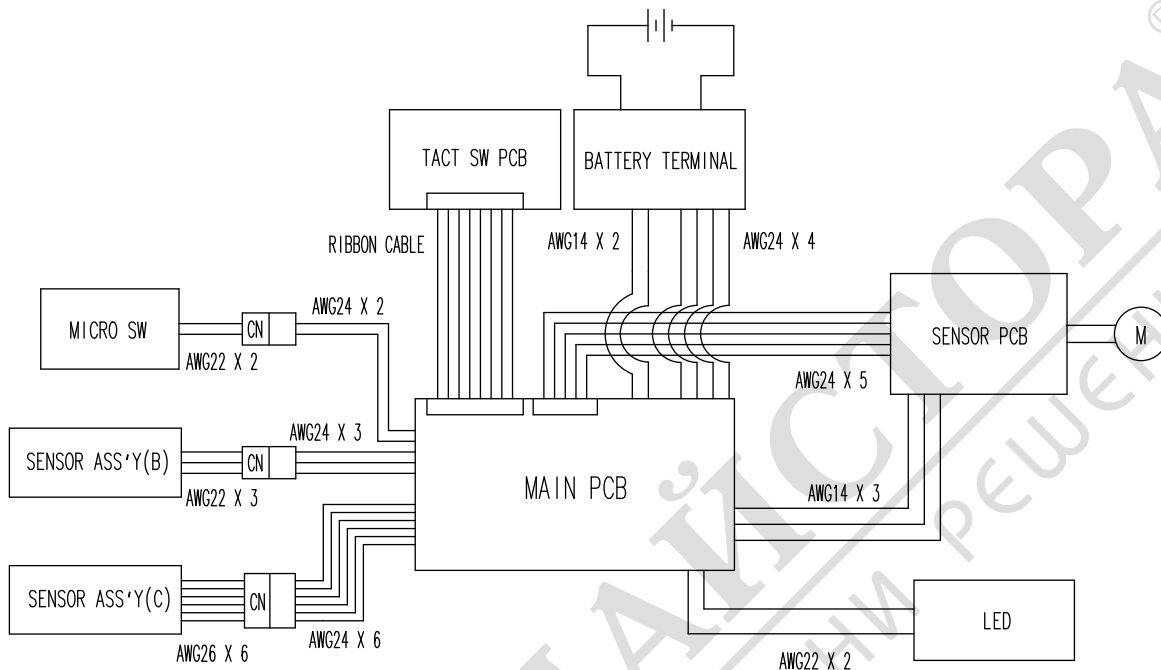 TACT SW PCB
BATTERY TERMINAL
RIBBON CABLE
AWG14 X 2
AWG24 X 4
MICRO SW
CN
AWG24 X 2
AWG22 X 2
SENSOR PCB
M
AWG24 X 5
SENSOR ASS'Y(B)
CN
AWG24 X 3
AWG22 X 3
MAIN PCB
AWG14 X 3
SENSOR ASS'Y(C)
CN
AWG24 X 6
AWG26 X 6
LED
AWG22 X 2